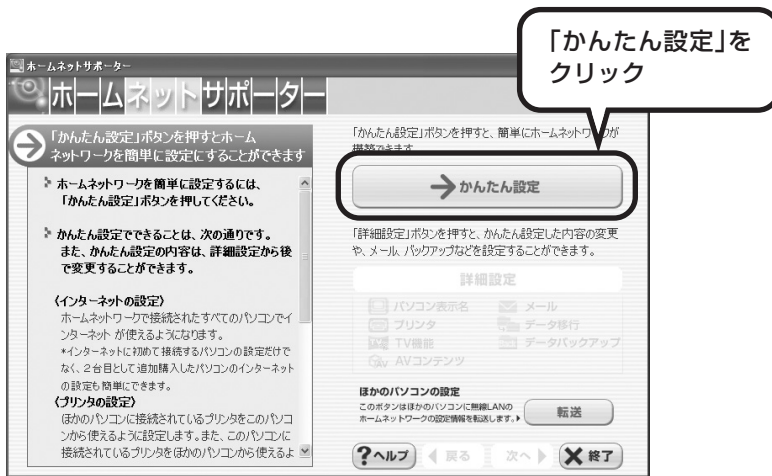 「かんたん設定」を
クリック
ホームネットサポーター
ホームネットサポーター
「かんたん設定」ボタンを押すとホーム
ネットワークを簡単に設定にすることができます
ホームネットワークを簡単に設定するには、
「かんたん設定」ボタンを押してください。
かんたん設定でできることは、次の通りです。
また、かんたん設定の内容は、詳細設定から後
で変更することができます。
《インターネットの設定》
ホームネットワークで接続されたすべてのパソコンでイ
ンターネット が使えるようになります。
*インターネットに初めて接続するパソコンの設定だけで
なく、2台目として追加購入したパソコンのインターネット
の設定も簡単にできます。
《プリンタの設定》
ほかのパソコンに接続されているプリンタをこのパソコ
ンから使えるように設定します。また、このパソコンに
接続されているプリンタをほかのパソコンから使えるよ
「かんたん設定」ボタンを押すと、簡単にホームネットワークが
構築できます。
かんたん設定
「詳細設定」ボタンを押すと、かんたん設定した内容の変更
や、メール、バックアップなどを設定することができます。
詳細設定
パソコン表示名
メール
プリンタ
データ移行
TV機能
データバックアップ
AVコンテンツ
ほかのパソコンの設定
このボタンはほかのパソコンに無線LANの
ホームネットワークの設定情報を転送します。
転送
?ヘルプ
戻る
次へ
終了